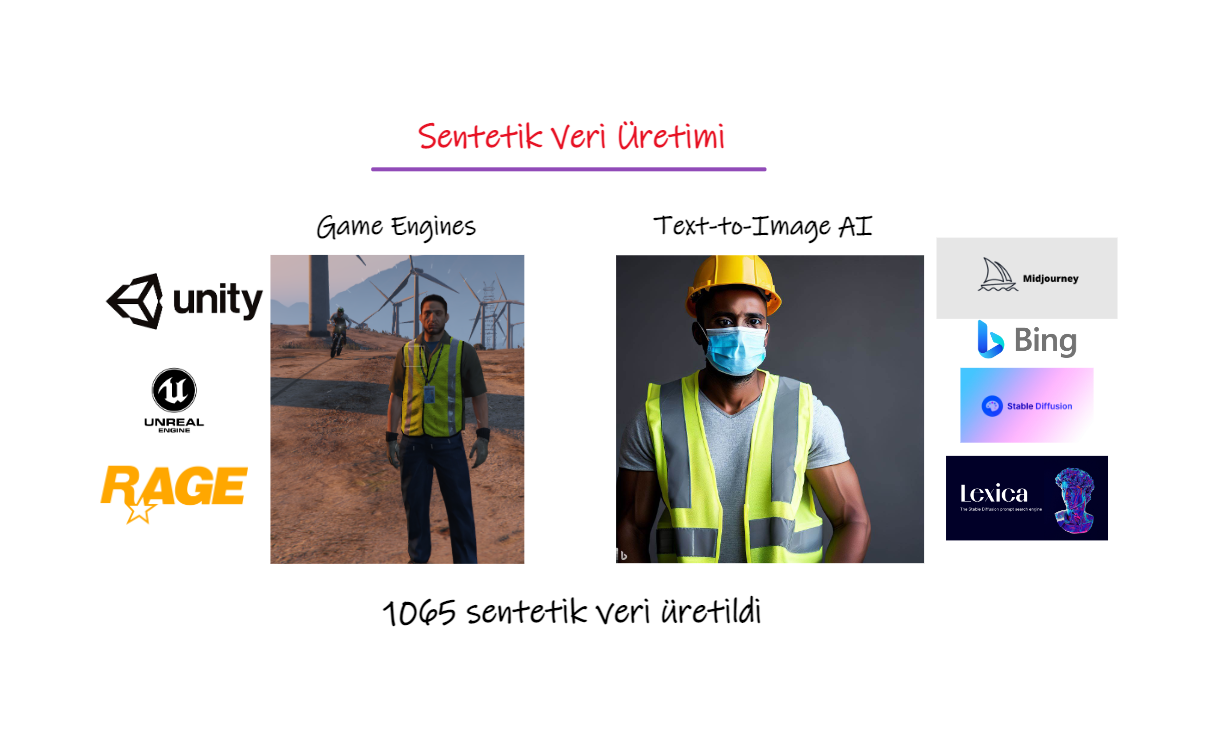 Sentetik Veri Üretimi
Game Engines
Text-to-Image AI
unity
UNREAL
ENGINE
RAGE
Midjourney
Bing
Stable Diffusion
Lexica
The Stable Diffusion prompt search engine
1065 sentetik veri üretildi